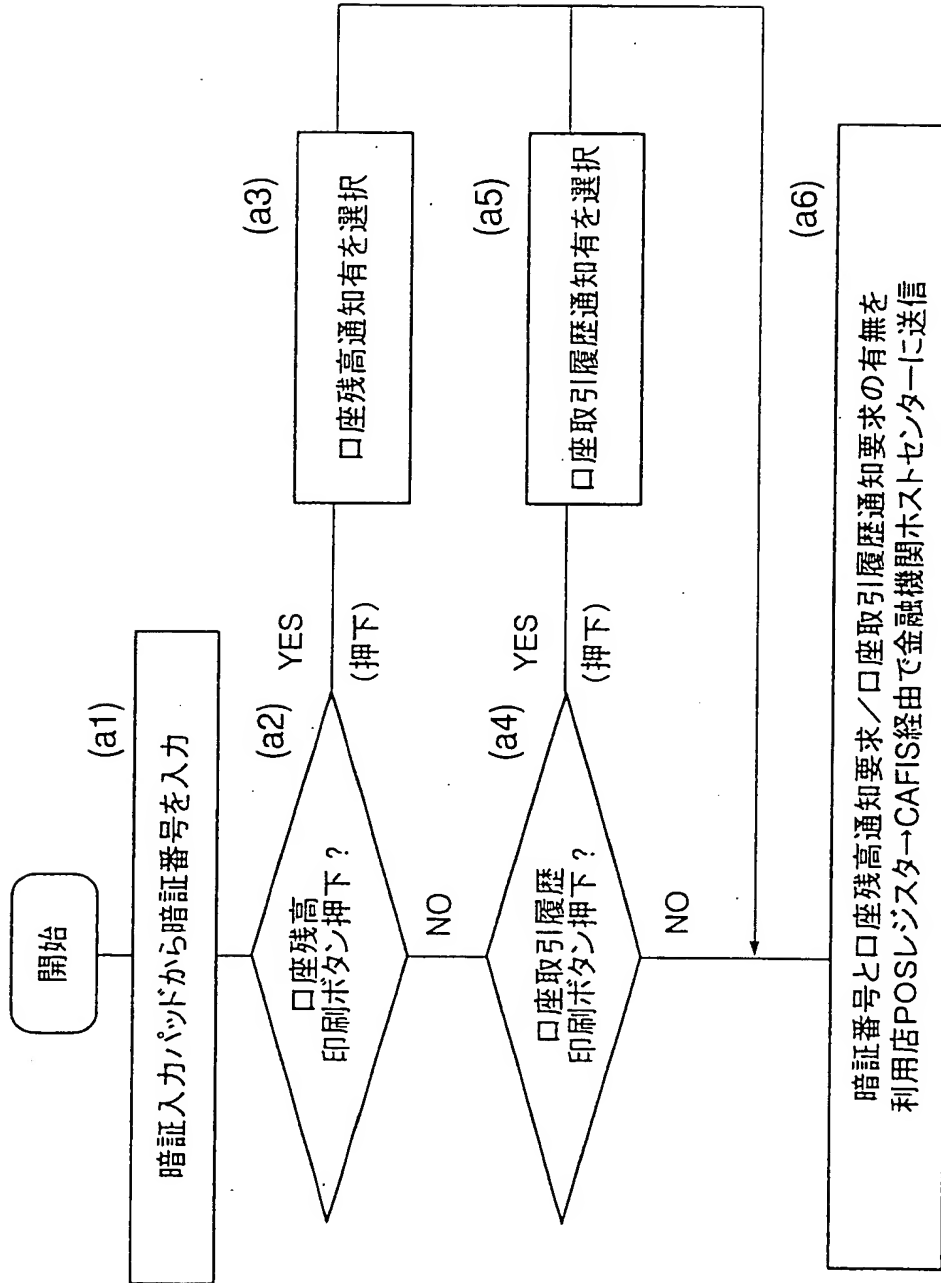 開始
(a1)
暗証入力パッドから暗証番号を入力
(a2)
口座残高
印刷ボタン押下?
YES
(押下)
NO
(a3)
口座残高通知有を選択
(a4)
口座取引履歴
印刷ボタン押下?
YES
(押下)
NO
(a5)
口座取引履歴通知有を選択
(a6)
暗証番号と口座残高通知要求/口座取引履歴通知要求の有無を
利用店POSレジスター→CAFIS経由で金融機関ホストセンターに送信